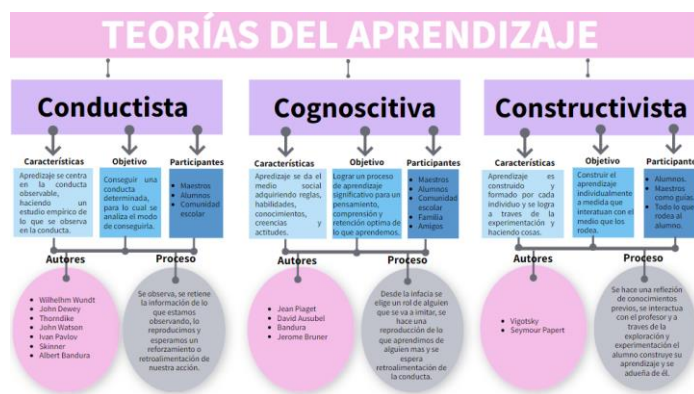 TEORÍAS DEL APRENDIZAJE
Conductista
Características
Apredizaje se centra
en la conducta
observable,
haciendo un
estudio empírico de
lo que se observa
en la conducta.
Objetivo
Conseguir una
conducta
determinada,
para lo cual se
analiza el modo
de conseguirla.
Participantes
Maestros
Alumnos
Comunidad
escolar
Autores
Wilhelhm Wundt
John Dewey
Thorndike
John Watson
Ivan Pavlov
Skinner
Albert Bandura
Proceso
Se observa, se retiene
la información de lo
que estamos
observando, lo
reproducimos y
esperamos un
reforzamiento o
retroalimentación de
nuestra acción.
Cognoscitiva
Características
Aprendizaje se da el
medio social
adquiriendo reglas,
habilidades,
conocimientos,
creencias y
actitudes.
Objetivo
Lograr un proceso
de aprendizaje
significativo para un
pensamiento,
comprensión y
retención optima de
lo que aprendemos.
Participantes
Maestros
Alumnos
Comunidad
escolar
Familia
Amigos
Autores
Jean Piaget
David Ausubel
Bandura
Jerome Bruner
Proceso
Desde la infacia se
elige un rol de alguien
que se va a imitar, se
hace una
reproducción de lo
que aprendimos de
alguien mas y se
espera
retroalimentación de
la conducta.
Constructivista
Características
Aprendizaje es
construido y
formado por cada
individuo y se logra
a traves de la
experimentación y
haciendo cosas.
Objetivo
Construir el
aprendizaje
individualmente
a medida que
interatuan con el
medio que los
rodea.
Participantes
Alumnos.
Maestros
como guías.
Todo lo que
rodea al
alumno.
Autores
Vigotsky
Seymour Papert
Proceso
Se hace una reflexión
de conocimientos
previos, se interactua
con el profesor y a
traves de la
exploración y
experimentación el
alumno construye su
aprendizaje y se
adueña de él.